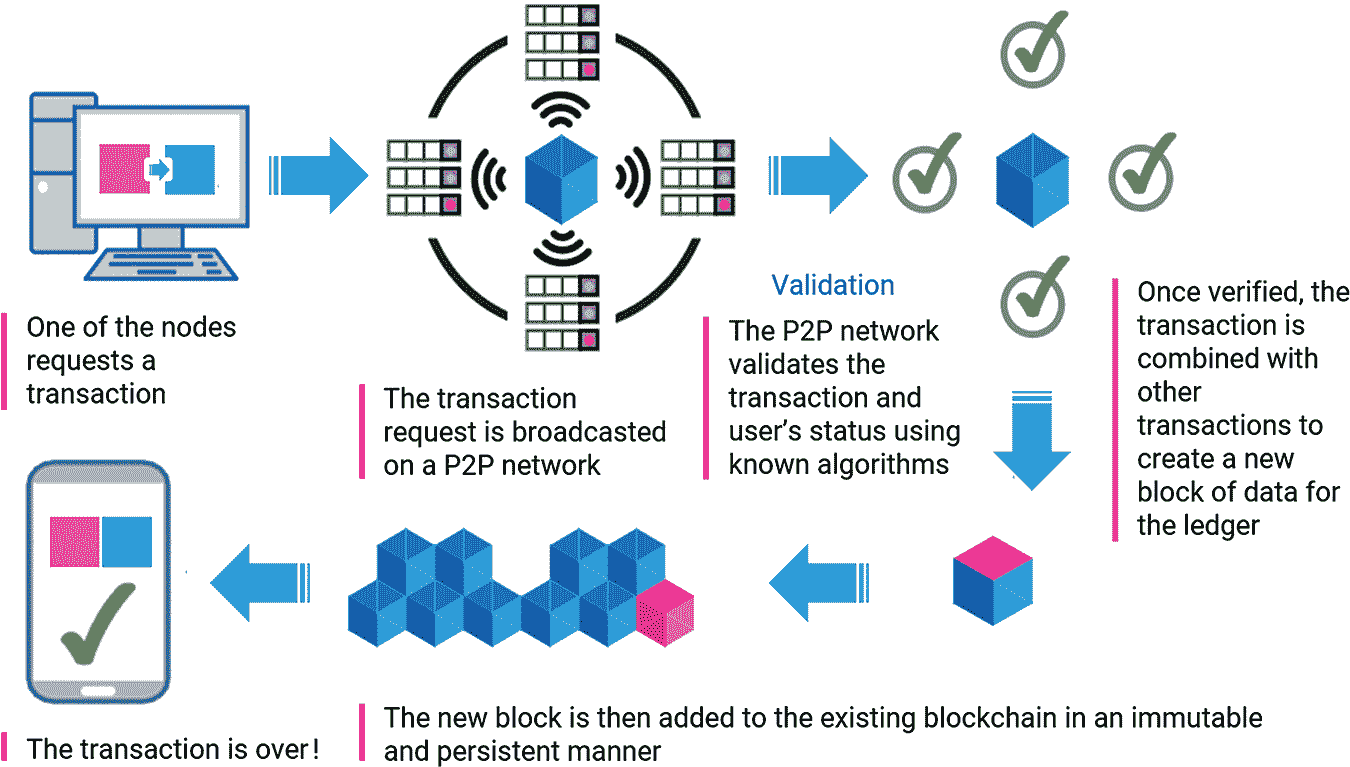 One of the nodes
requests a
transaction
The transaction
request is broadcasted
on a P2P network
Validation
The P2P network
validates the
transaction and
user's status using
known algorithms
Once verified, the
transaction is
combined with
other
transactions to
create a new
block of data for
the ledger
The new block is then added to the existing blockchain in an immutable
and persistent manner
The transaction is over!